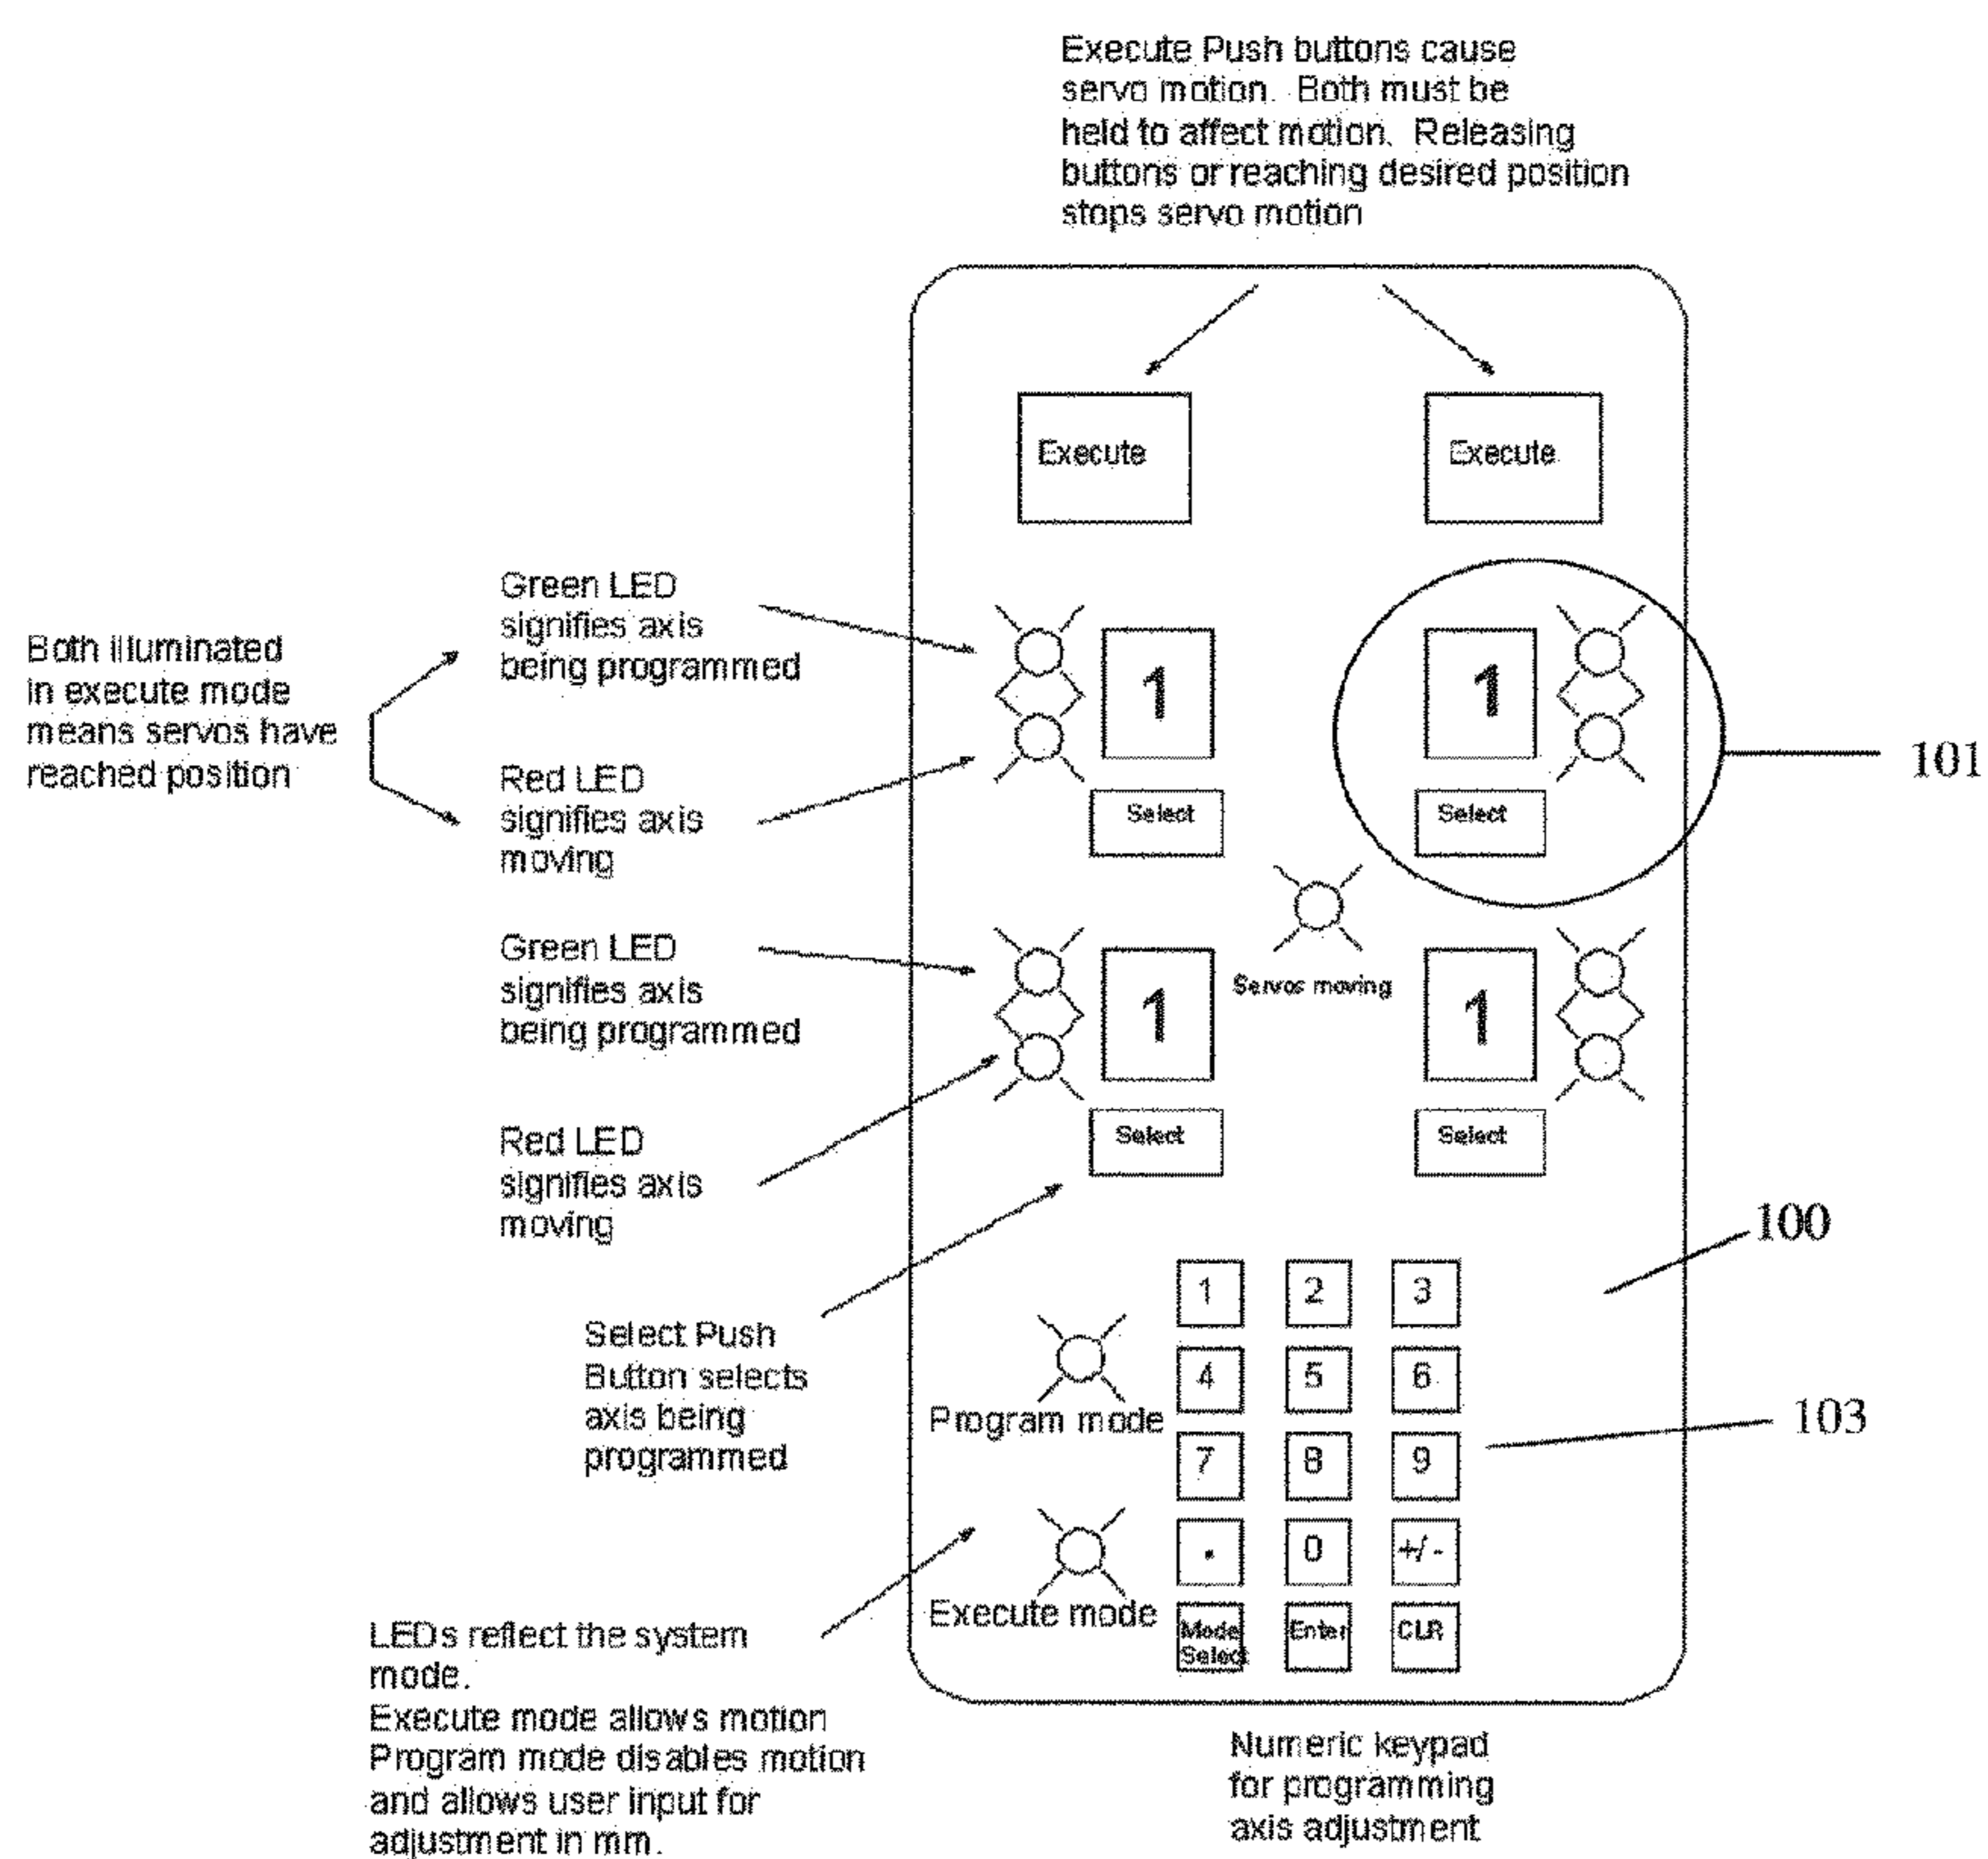 Execute Push buttons cause
servo motion. Both must be
held to affect motion. Releasing
buttons or reaching desired position
stops servo motion
Execute
Execute
Both illuminated
in execute mode
means servos have
reached position
Green LED
signifies axis
being programmed
Red LED
signifies axis
moving
1
1
101
Select
Select
Green LED
signifies axis
being programmed
Red LED
signifies axis
moving
1
Servos moving
1
Select
Select
Select Push
Button selects
axis being
programmed
100
103
Program mode
Execute mode
1 2 3
4 5 6
7 8 9
. 0 +/-
Mode
Select
Enter
CLR
LEDs reflect the system
mode.
Execute mode allows motion
Program mode disables motion
and allows user input for
adjustment in mm.
Numeric keypad
for programming
axis adjustment